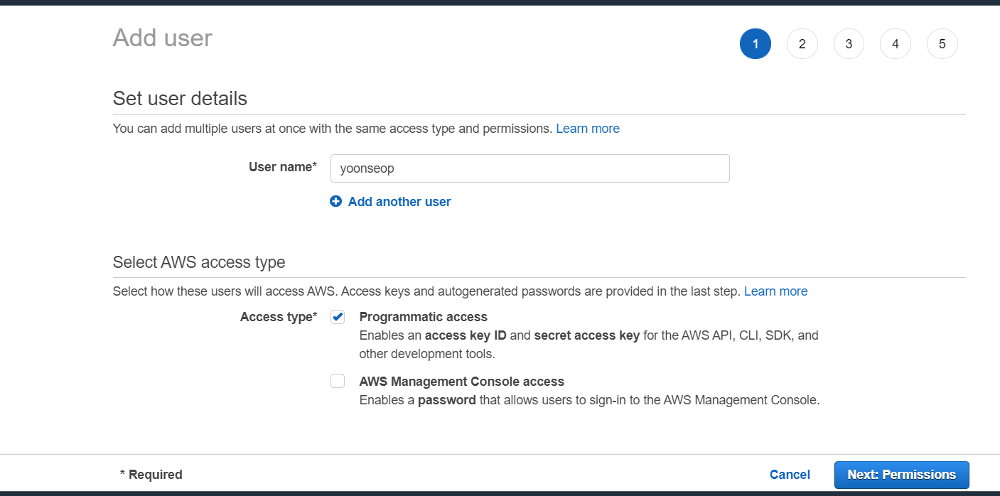 Add user
1 2 3 4 5
Set user details
You can add multiple users at once with the same access type and permissions. Learn more
User name* yoonseop
Add another user
Select AWS access type
Select how these users will access AWS. Access keys and autogenerated passwords are provided in the last step. Learn more
Access type* Programmatic access
Enables an access key ID and secret access key for the AWS API, CLI, SDK, and
other development tools.
AWS Management Console access
Enables a password that allows users to sign-in to the AWS Management Console.
* Required Cancel Next: Permissions